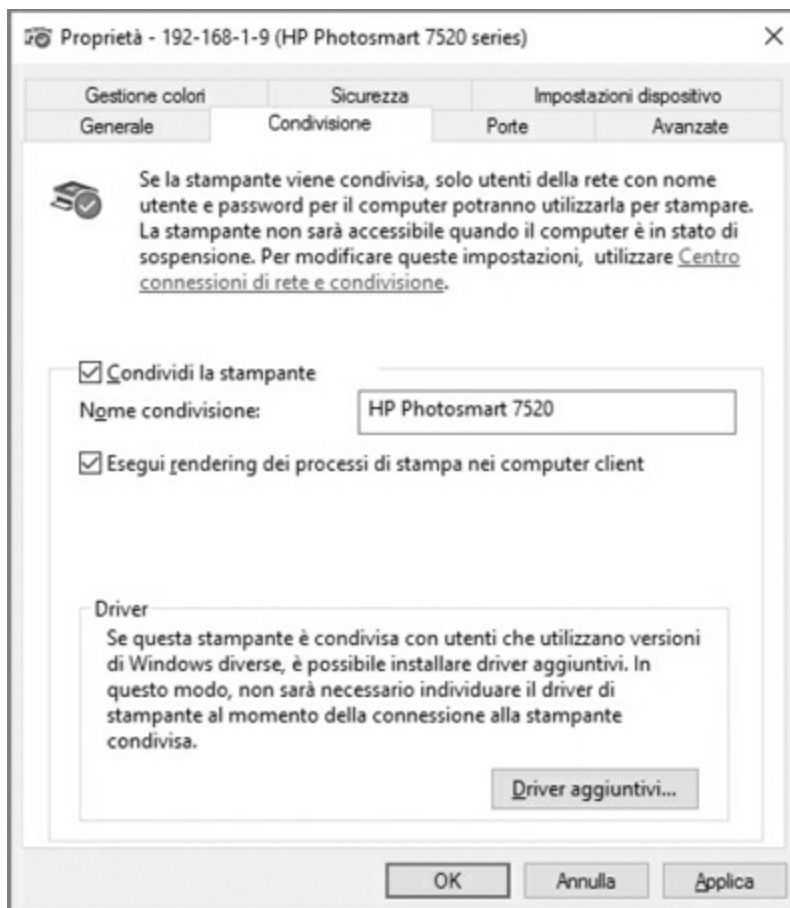 Proprietà - 192-168-1-9 (HP Photosmart 7520 series)
Gestione colori
Sicurezza
Impostazioni dispositivo
Generale
Condivisione
Porte
Avanzate
Se la stampante viene condivisa, solo utenti della rete con nome
utente e password per il computer potranno utilizzarla per stampare.
La stampante non sarà accessibile quando il computer è in stato di
sospensione. Per modificare queste impostazioni, utilizzare Centro
connessioni di rete e condivisione.
Condividi la stampante
Nome condivisione:
HP Photosmart 7520
Esegui rendering dei processi di stampa nei computer client
Driver
Se questa stampante è condivisa con utenti che utilizzano versioni
di Windows diverse, è possibile installare driver aggiuntivi. In
questo modo, non sarà necessario individuare il driver di
stampante al momento della connessione alla stampante
condivisa.
Driver aggiuntivi...
OK
Annulla
Applica